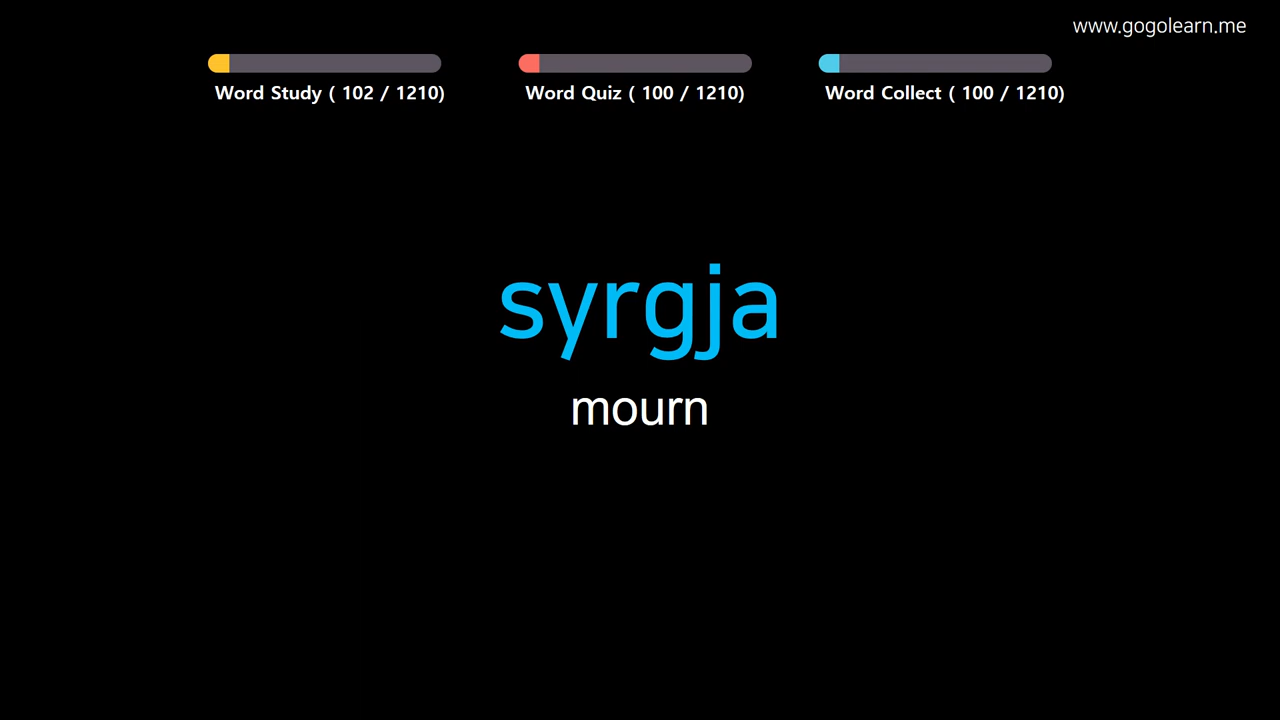 www.gogolearn.me
Word Study ( 102 / 1210)
Word Quiz ( 100 / 1210)
Word Collect ( 100 / 1210)
syrgja
mourn